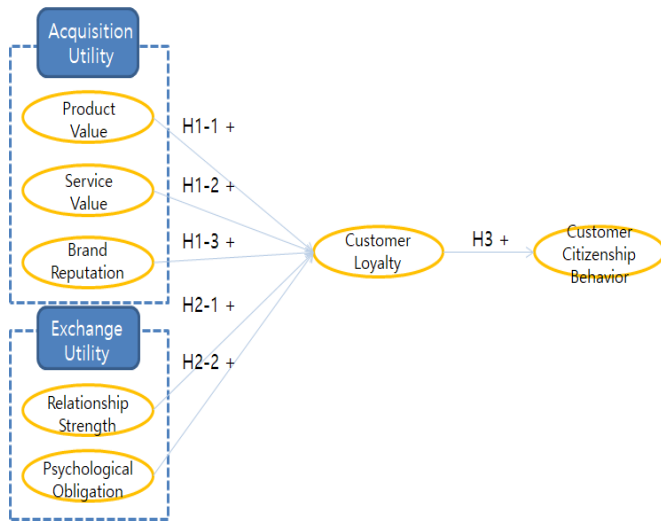 Acquisition
Utility
Product
Value
H1-1 +
Service
Value
H1-2 +
Brand
Reputation
H1-3 +
Customer
Loyalty
H3 +
Customer
Citizenship
Behavior
Exchange
Utility
H2-1 +
H2-2 +
Relationship
Strength
Psychological
Obligation